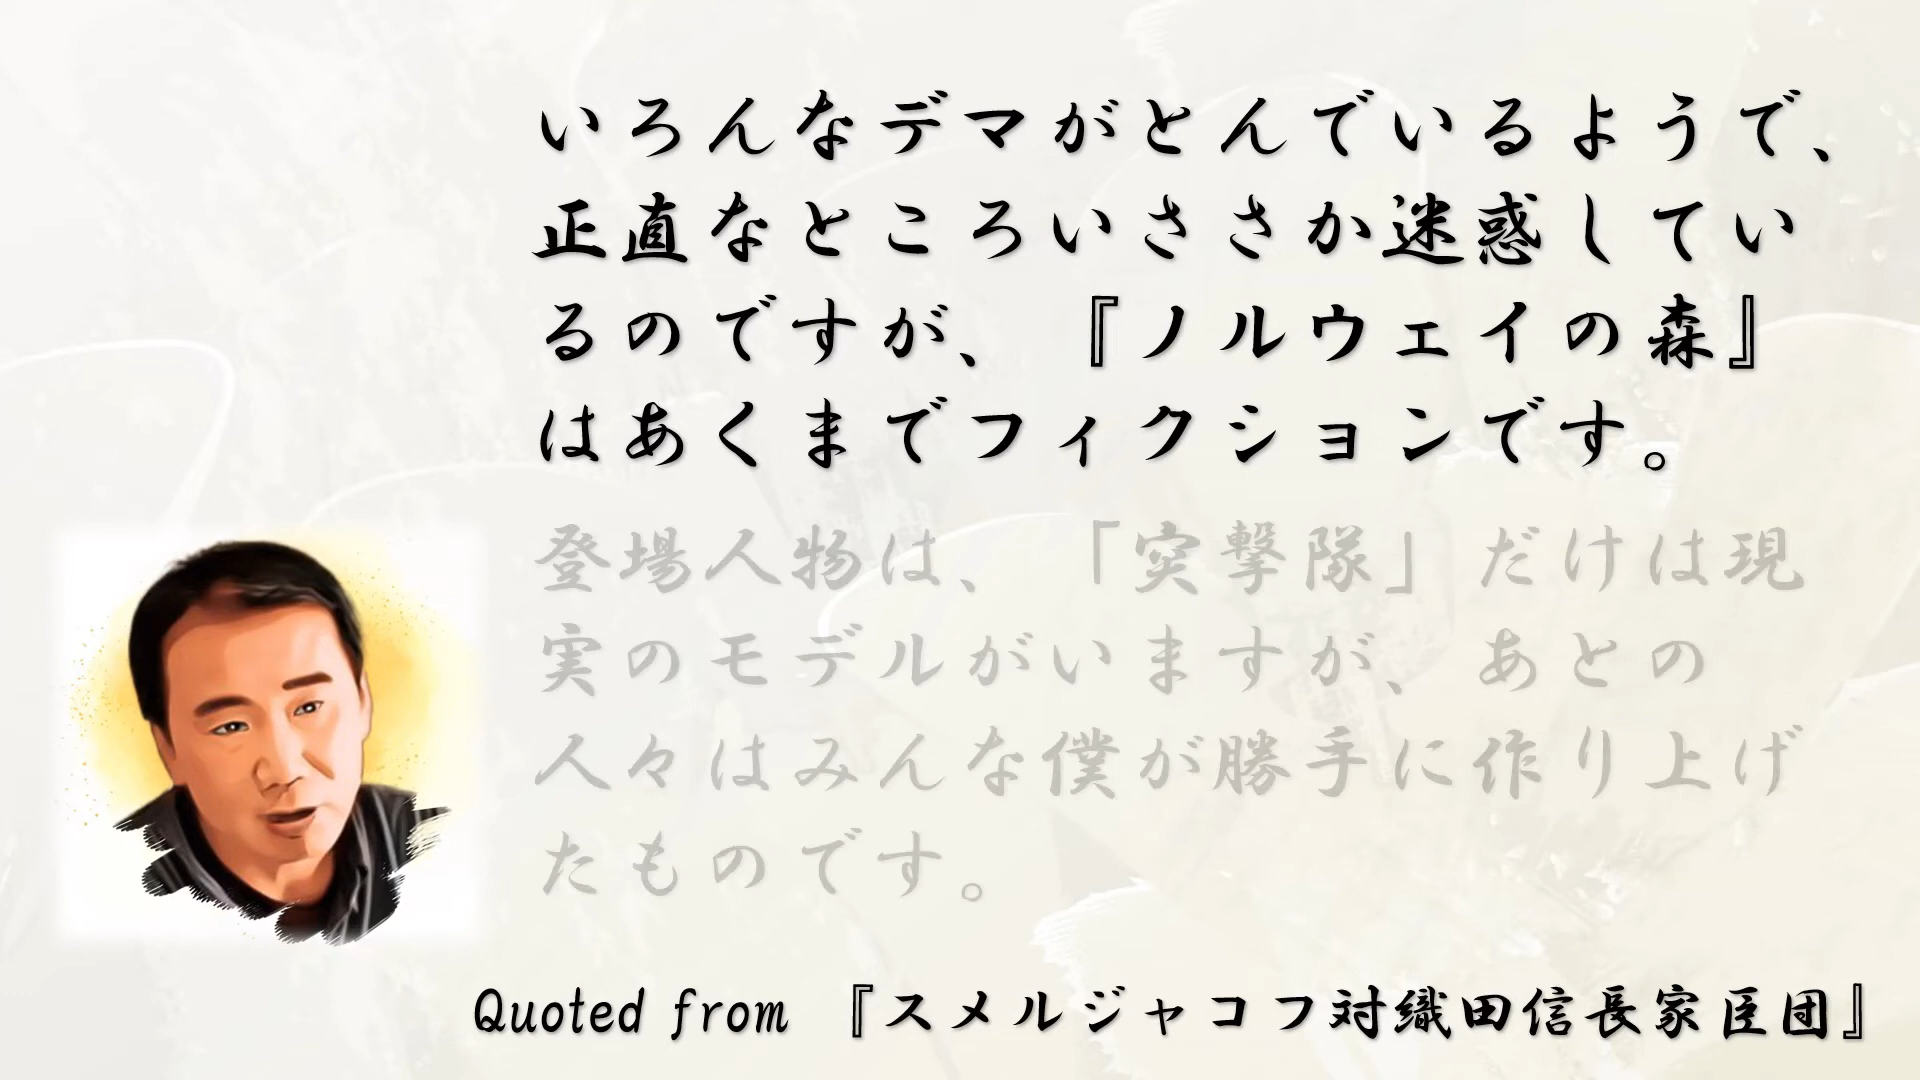 いろんなデマがとんでいるようで、
正直なところいささか迷惑してい
るのですが、『ノルウェイの森』
はあくまでフィクションです。
登場人物は、「突撃隊」だけは現
実のモデルがいますが、あとの
人々はみんな僕が勝手に作り上げ
たものです。
Quoted from 『スメルジャコフ対織田信長家臣団』